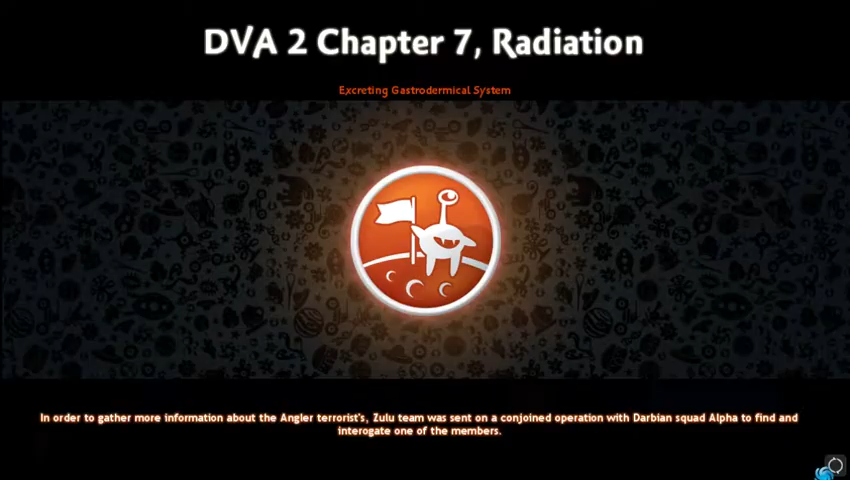 DVA 2 Chapter 7, Radiation
Excreting Gastrodermical System
In order to gather more information about the Angler terrorist's, Zulu team was sent on a conjoined operation with Darbian squad Alpha to find and
interogate one of the members.